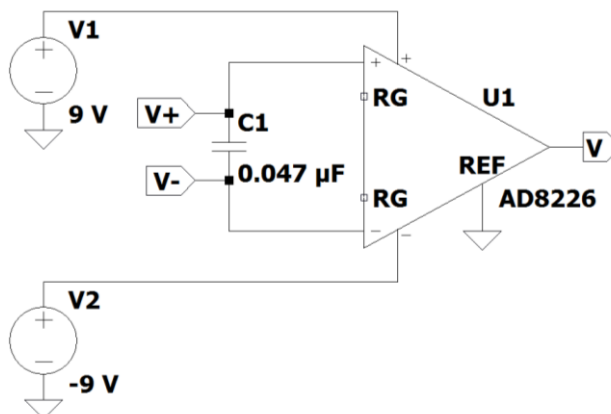 V1
+
−
9 V
V+
C1
V-
0.047 µF
+
+
RG
U1
RG
REF
AD8226
−
−
V
V2
+
−
-9 V